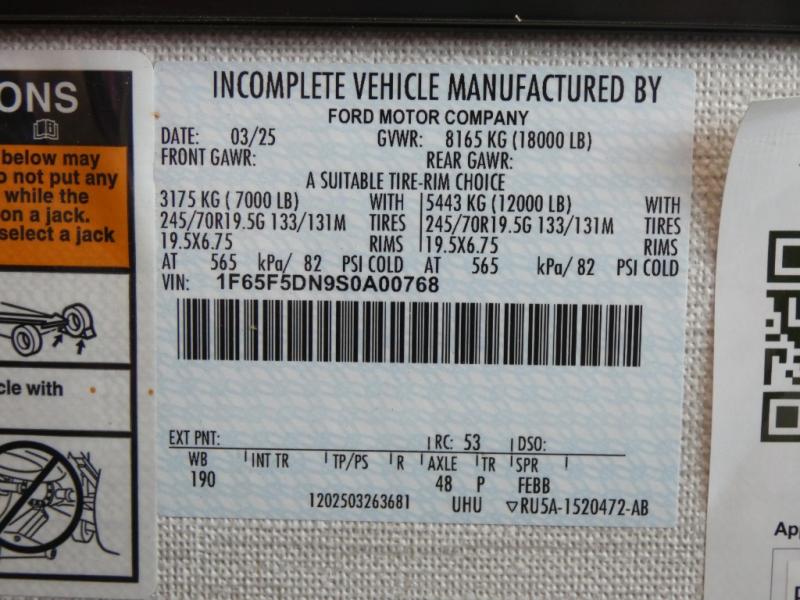 ONS
below may
o not put any
while the
on a jack.
select a jack
cle with
INCOMPLETE VEHICLE MANUFACTURED BY
FORD MOTOR COMPANY
DATE: 03/25 GVWR: 8165 KG (18000 LB)
FRONT GAWR: REAR GAWR:
A SUITABLE TIRE-RIM CHOICE
3175 KG ( 7000 LB) WITH 5443 KG (12000 LB) WITH
245/70R19.5G 133/131M TIRES 245/70R19.5G 133/131M TIRES
19.5X6.75 RIMS 19.5X6.75 RIMS
AT 565 kPa/ 82 PSI COLD AT 565 kPa/ 82 PSI COLD
VIN: 1F65F5DN9S0A00768
EXT PNT: RC: 53 DSO:
WB INT TR TP/PS R AXLE TR SPR
190 48 P FEBB
1202503263681 UHU ▽RU5A-1520472-AB
Ap